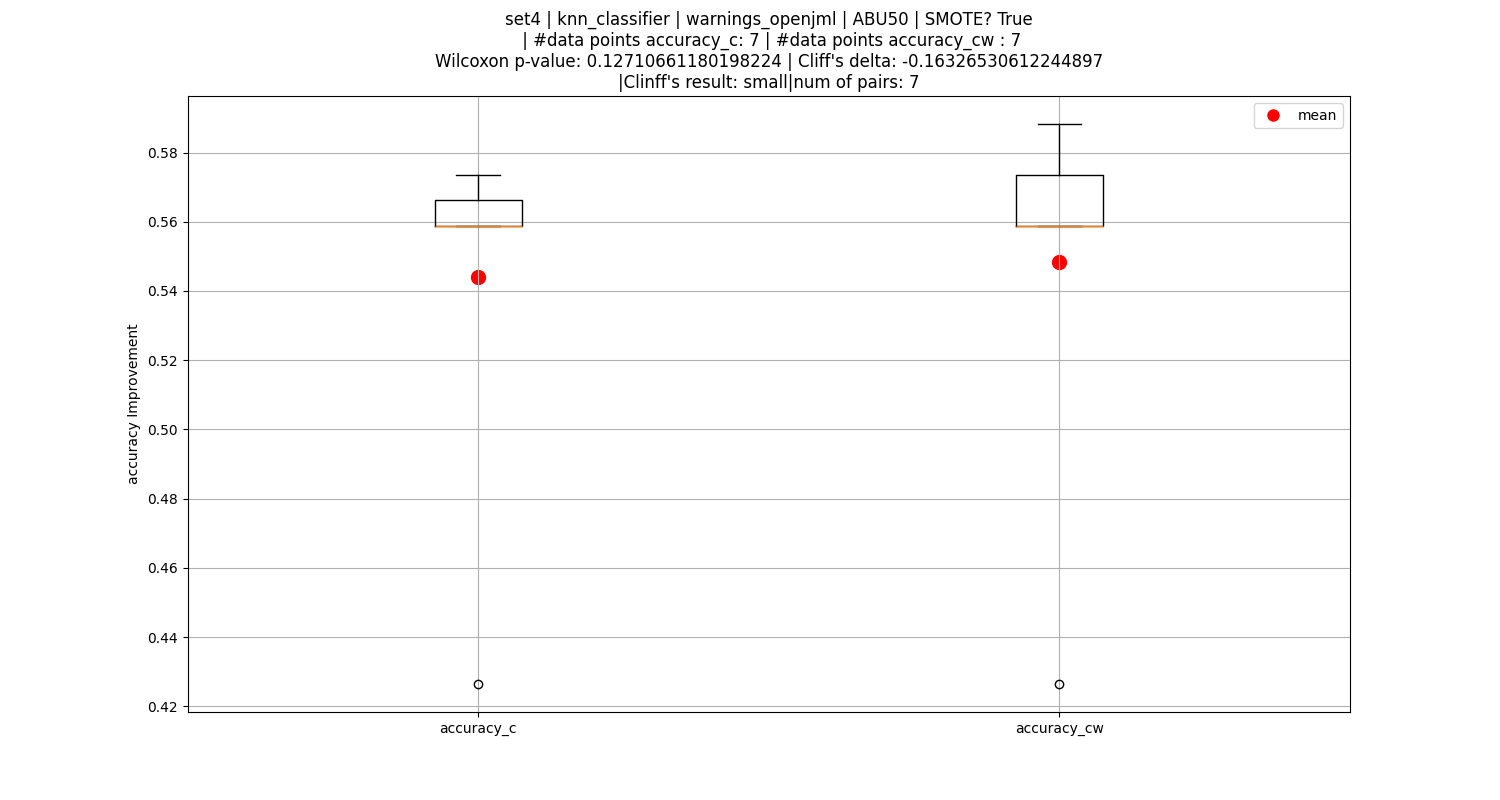 set4 | knn_classifier | warnings_openjml | ABU50 | SMOTE? True
| #data points accuracy_c: 7 | #data points accuracy_cw : 7
Wilcoxon p-value: 0.12710661180198224 | Cliff's delta: -0.16326530612244897
|Clinff's result: small|num of pairs: 7
mean
0.58
0.56
0.54
0.52
0.50
0.48
0.46
0.44
0.42
accuracy Improvement
accuracy_c
accuracy_cw